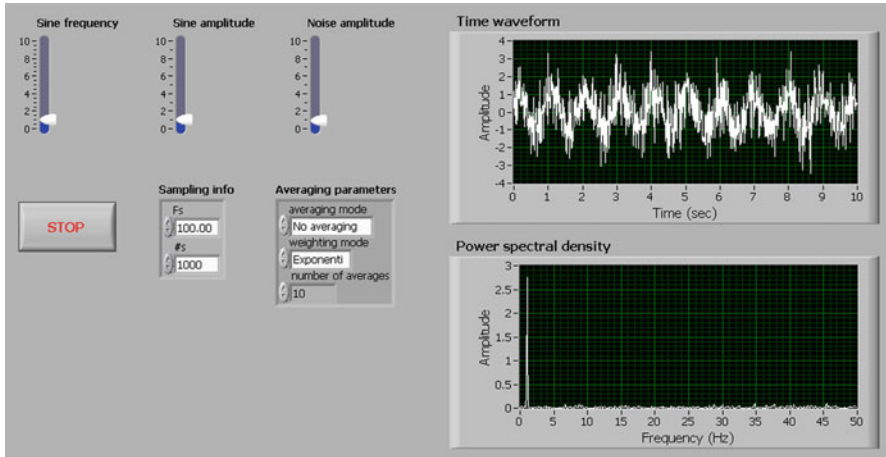 Sine frequency
10
8
6
4
2
0
Sine amplitude
10
8
6
4
2
0
Noise amplitude
10
8
6
4
2
0
STOP
Sampling info
Fs
100.00
#s
1000
Averaging parameters
averaging mode
No averaging
weighting mode
Exponenti
number of averages
10
Time waveform
Amplitude
4
3
2
1
0
-1
-2
-3
-4
0 1 2 3 4 5 6 7 8 9 10
Time (sec)
Power spectral density
Amplitude
3
2.5
2
1.5
1
0.5
0
0 5 10 15 20 25 30 35 40 45 50
Frequency (Hz)